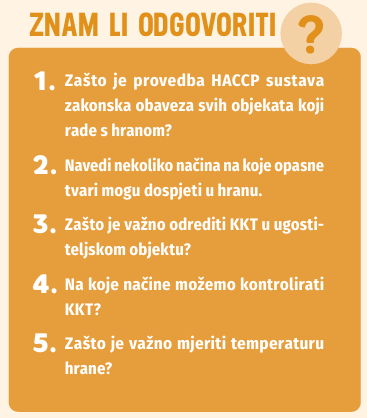 ZNAM LI ODGOVORITI ?
1. Zašto je provedba HACCP sustava
zakonska obaveza svih objekata koji
rade s hranom?
2. Navedi nekoliko načina na koje opasne
tvari mogu dospjeti u hranu.
3. Zašto je važno odrediti KKT u ugosti-
teljskom objektu?
4. Na koje načine možemo kontrolirati
KKT?
5. Zašto je važno mjeriti temperaturu
hrane?